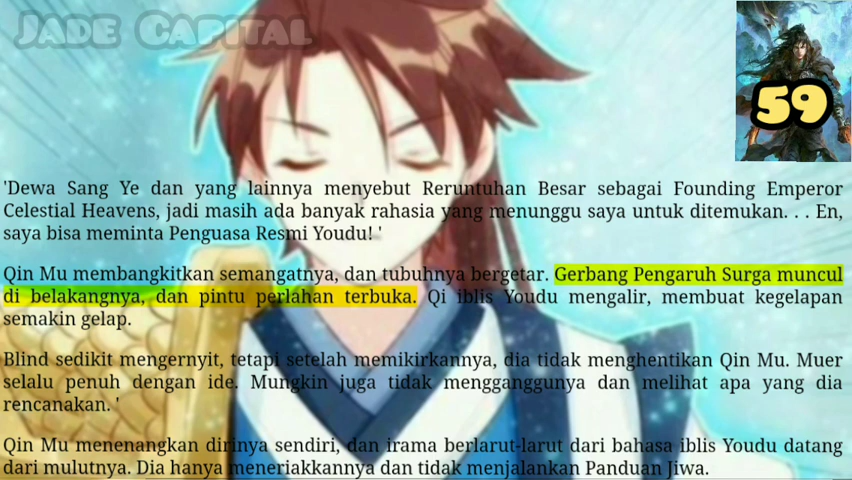 Jade Capital
59
'Dewa Sang Ye dan yang lainnya menyebut Reruntuhan Besar sebagai Founding Emperor
Celestial Heavens, jadi masih ada banyak rahasia yang menunggu saya untuk ditemukan. . . En,
saya bisa meminta Penguasa Resmi Youdu! '
Qin Mu membangkitkan semangatnya, dan tubuhnya bergetar. Gerbang Pengaruh Surga muncul
di belakangnya, dan pintu perlahan terbuka. Qi iblis Youdu mengalir, membuat kegelapan
semakin gelap.
Blind sedikit mengernyit, tetapi setelah memikirkannya, dia tidak menghentikan Qin Mu. Muer
selalu penuh dengan ide. Mungkin juga tidak mengganggunya dan melihat apa yang dia
rencanakan. '
Qin Mu menenangkan dirinya sendiri, dan irama berlarut-larut dari bahasa iblis Youdu datang
dari mulutnya. Dia hanya meneriakkannya dan tidak menjalankan Panduan Jiwa.